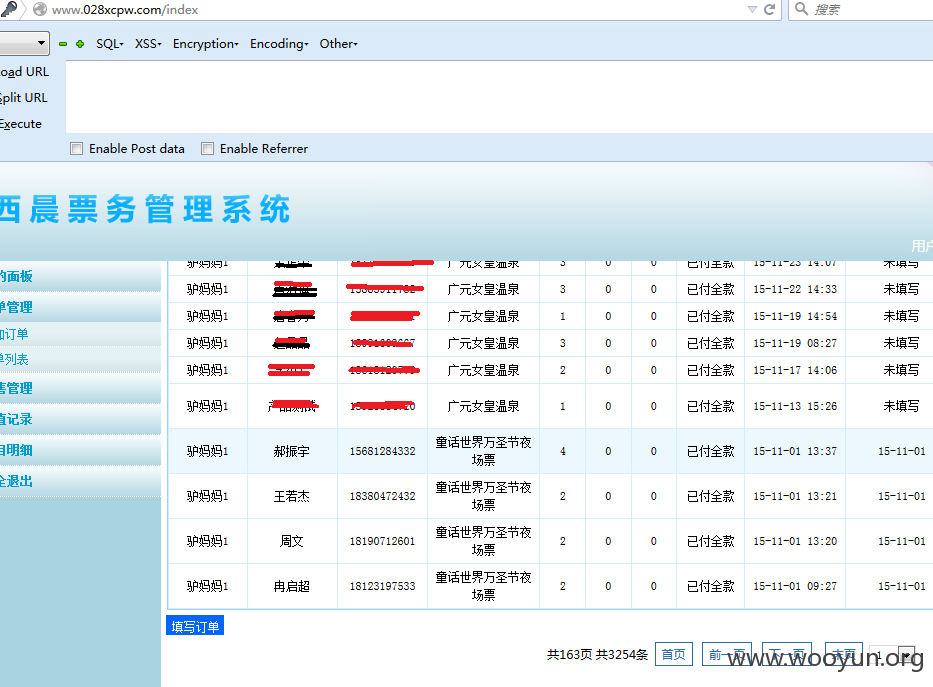 www.028xcpw.com/index
搜索
SQL▾ XSS▾ Encryption▾ Encoding▾ Other▾
oad URL
Split URL
Execute
Enable Post data Enable Referrer
西晨票务管理系统
用户
的面板
单管理
加订单
单列表
售管理
值记录
目明细
全退出
驴妈妈1 广元女皇温泉 3 0 0 已付全款 15-11-23 14:07 未填写
驴妈妈1 广元女皇温泉 3 0 0 已付全款 15-11-22 14:33 未填写
驴妈妈1 广元女皇温泉 1 0 0 已付全款 15-11-19 14:54 未填写
驴妈妈1 广元女皇温泉 3 0 0 已付全款 15-11-19 08:27 未填写
驴妈妈1 广元女皇温泉 2 0 0 已付全款 15-11-17 14:06 未填写
驴妈妈1 广元女皇温泉 1 0 0 已付全款 15-11-13 15:26 未填写
驴妈妈1 郝振宇 15681284332 童话世界万圣节夜场票 4 0 0 已付全款 15-11-01 13:37 15-11-01
驴妈妈1 王若杰 18380472432 童话世界万圣节夜场票 2 0 0 已付全款 15-11-01 13:21 15-11-01
驴妈妈1 周文 18190712601 童话世界万圣节夜场票 2 0 0 已付全款 15-11-01 13:20 15-11-01
驴妈妈1 冉启超 18123197533 童话世界万圣节夜场票 2 0 0 已付全款 15-11-01 09:27 15-11-01
填写订单
共163页 共3254条 首页 前一页 下一页 末页 1
www.wooyun.org